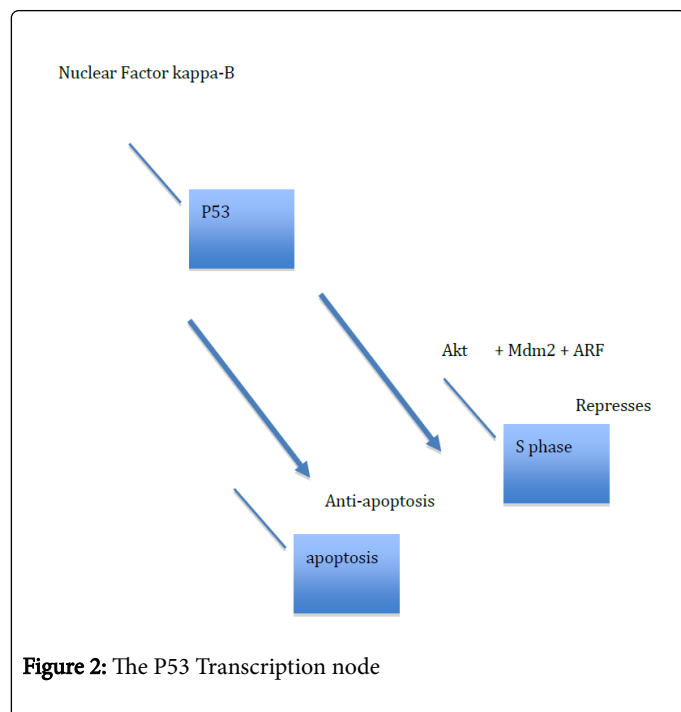 Nuclear Factor kappa-B
P53
Akt + Mdm2 + ARF
Represses
S phase
Anti-apoptosis
apoptosis
Figure 2: The P53 Transcription node